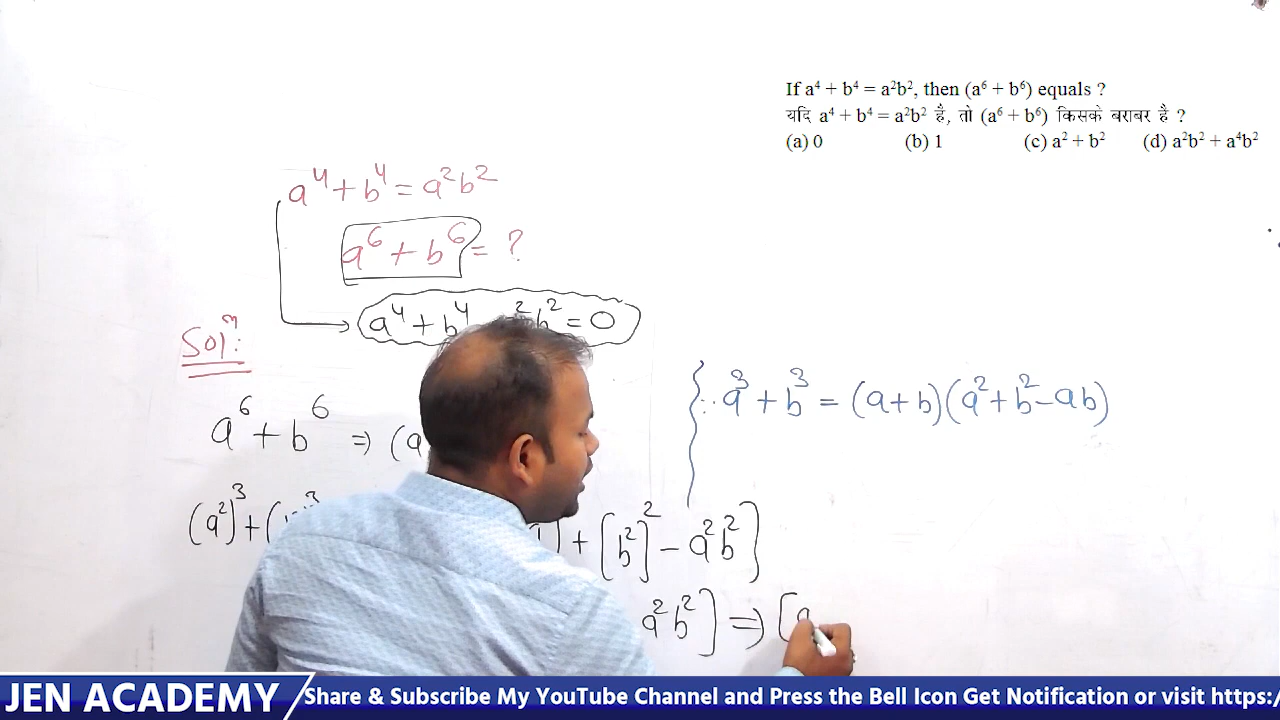 If a⁴ + b⁴ = a²b², then (a⁶ + b⁶) equals ?
यदि a⁴ + b⁴ = a²b² है, तो (a⁶ + b⁶) किसके बराबर है ?
(a) 0 (b) 1 (c) a² + b² (d) a²b² + a⁴b²
a⁴ + b⁴ = a²b²
a⁶ + b⁶ = ?
a⁴ + b⁴ ²b² = 0
Solⁿ:
a⁶ + b⁶ ⇒ (a
∵ a³ + b³ = (a+b)(a²+b²-ab)
(a²)³ + ( ³ + [b²]² - a²b²]
a²b²] ⇒ [a
JEN ACADEMY
Share & Subscribe My YouTube Channel and Press the Bell Icon Get Notification or visit https:/